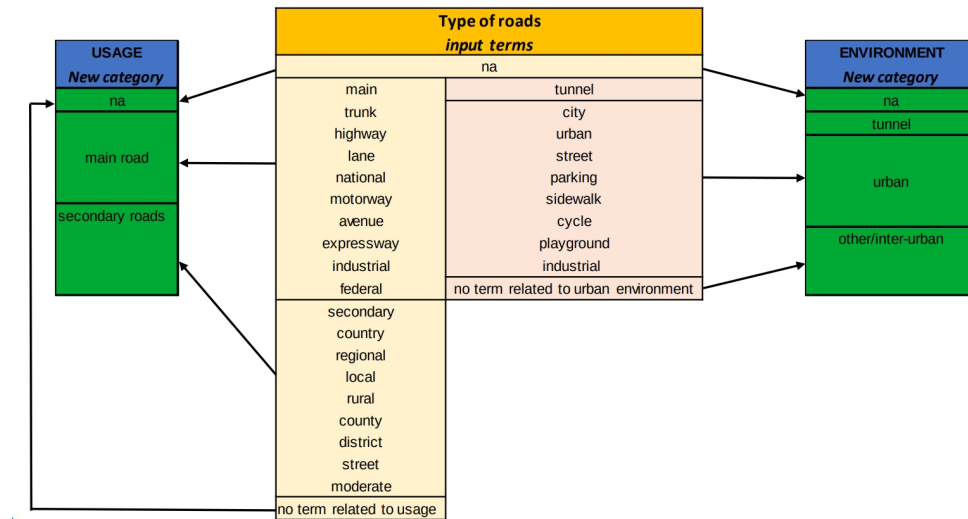 Type of roads
input terms
na
USAGE
New category
na
main road
secondary roads
main
trunk
highway
lane
national
motorway
avenue
expressway
industrial
federal
secondary
country
regional
local
rural
county
district
street
moderate
no term related to usage
tunnel
city
urban
street
parking
sidewalk
cycle
playground
industrial
no term related to urban environment
ENVIRONMENT
New category
na
tunnel
urban
other/inter-urban